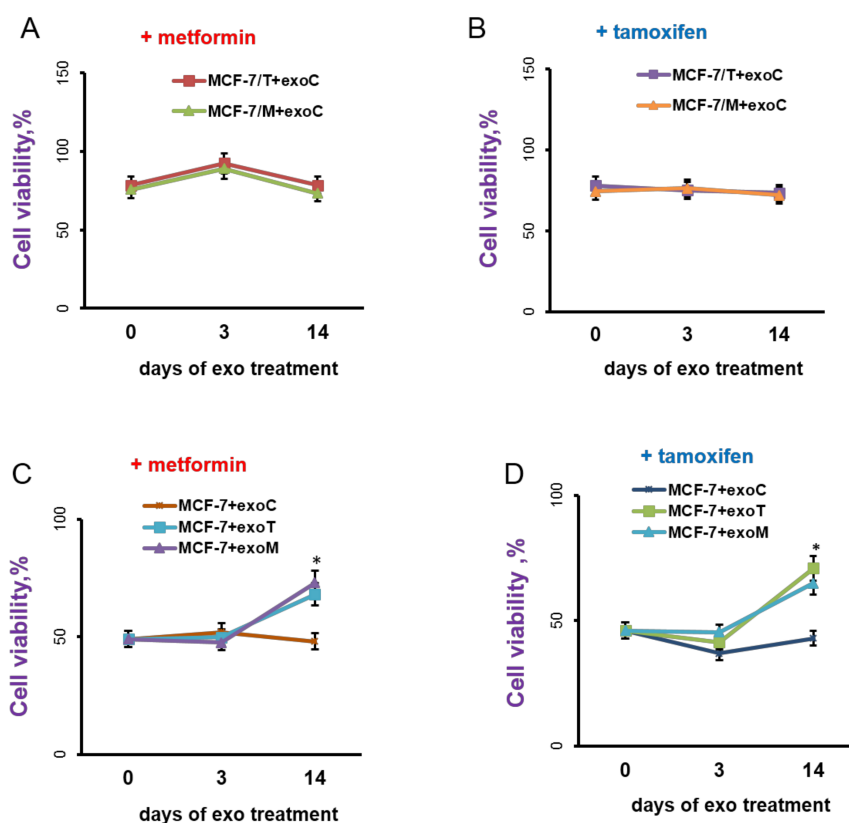 A
+ metformin
MCF-7/T+exoC
MCF-7/M+exoC
Cell viability,%
150
100
50
0
0 3 14
days of exo treatment
B
+ tamoxifen
MCF-7/T+exoC
MCF-7/M+exoC
Cell viability,%
150
100
50
0
0 3 14
days of exo treatment
C
+ metformin
MCF-7+exoC
MCF-7+exoT
MCF-7+exoM
*
Cell viability,%
100
50
0
0 3 14
days of exo treatment
D
+ tamoxifen
MCF-7+exoC
MCF-7+exoT
MCF-7+exoM
*
Cell viability ,%
100
50
0
0 3 14
days of exo treatment